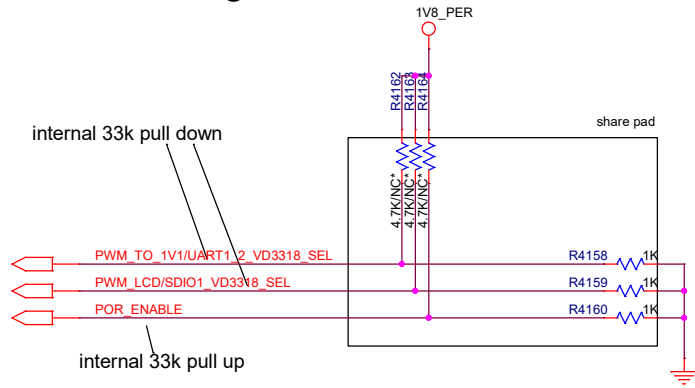 1V8_PER
R4162
R4163
R4164
share pad
internal 33k pull down
4.7K/NC*
4.7K/NC*
4.7K/NC*
PWM_TO_1V1/UART1_2_VD3318_SEL
R4158
1K
PWM_LCD/SDIO1_VD3318_SEL
R4159
1K
POR_ENABLE
R4160
1K
internal 33k pull up